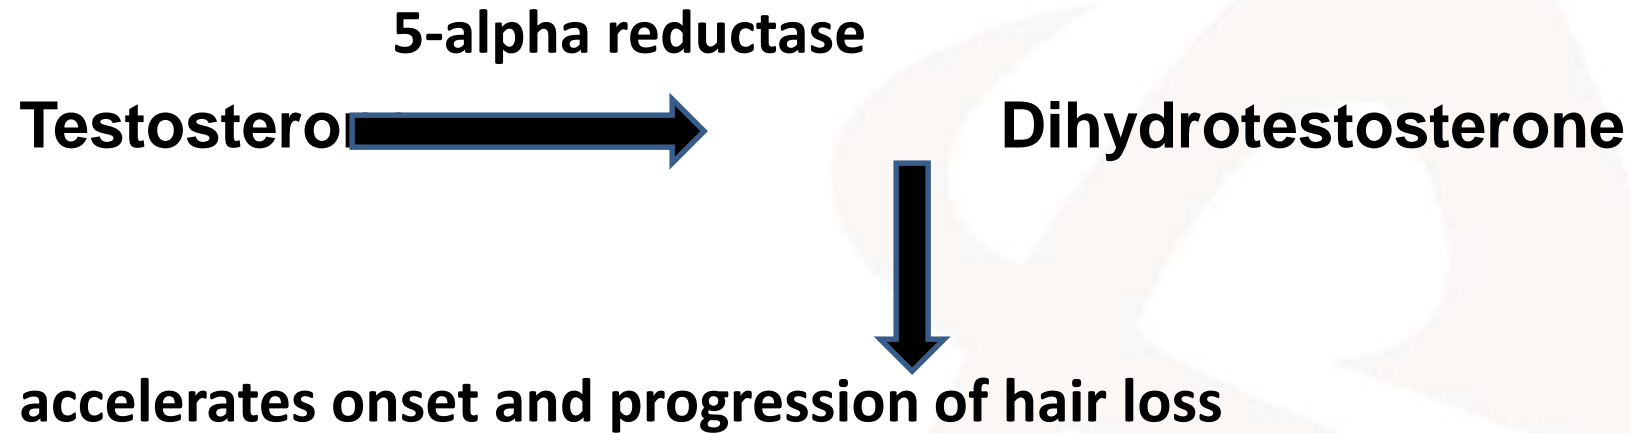 5-alpha reductase
Testosterone Dihydrotestosterone
accelerates onset and progression of hair loss